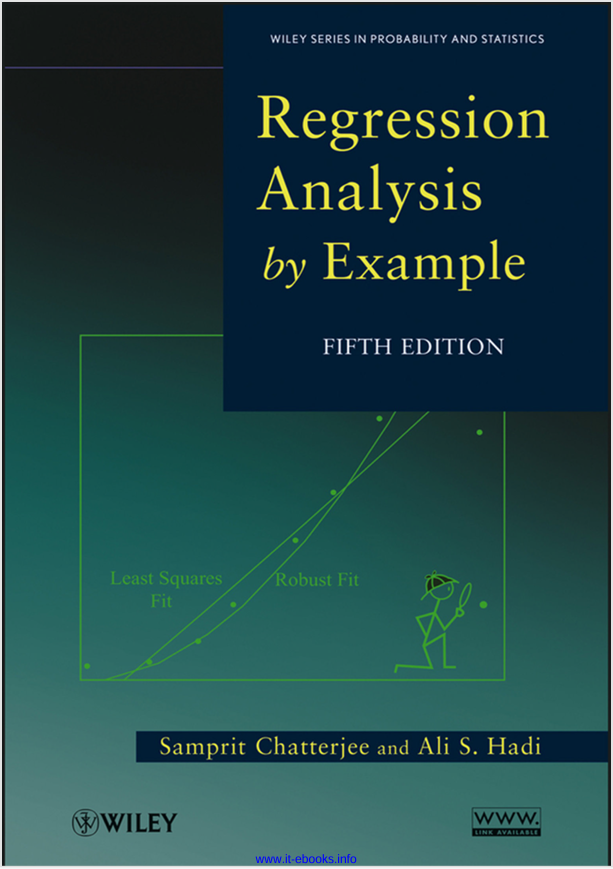 WILEY SERIES IN PROBABILITY AND STATISTICS
Regression
Analysis
by Example
FIFTH EDITION
Least Squares
Fit
Robust Fit
Samprit Chatterjee and Ali S. Hadi
WILEY
WWW.
LINK AVAILABLE
www.it-ebooks.info